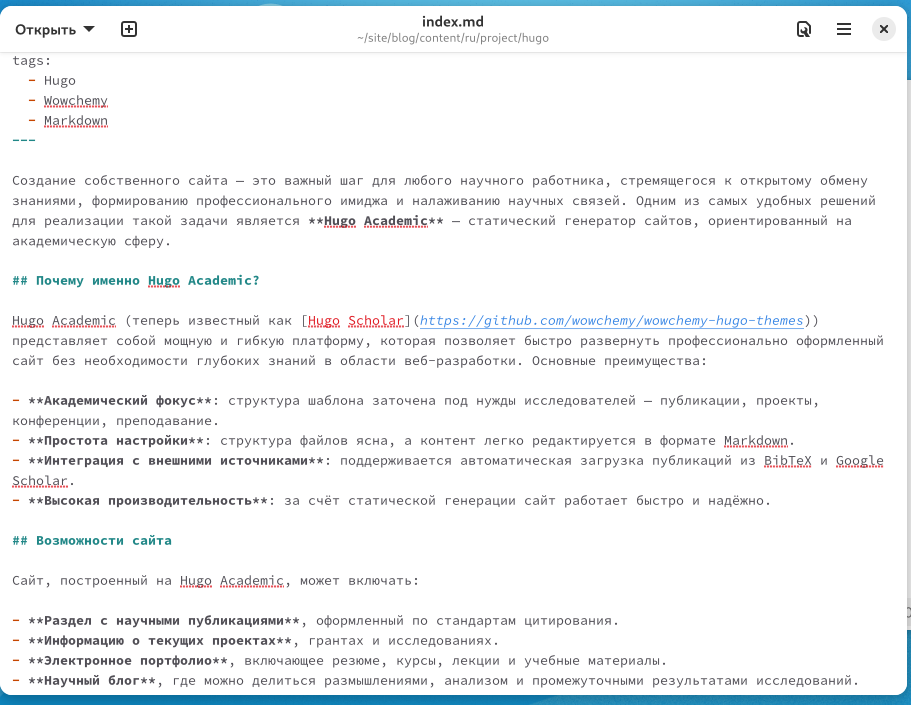 Открыть
index.md
~/site/blog/content/ru/project/hugo
tags:
- Hugo
- Wowchemy
- Markdown
---
Создание собственного сайта — это важный шаг для любого научного работника, стремящегося к открытому обмену
знаниями, формированию профессионального имиджа и налаживанию научных связей. Одним из самых удобных решений
для реализации такой задачи является **Hugo Academic** — статический генератор сайтов, ориентированный на
академическую сферу.
## Почему именно Hugo Academic?
Hugo Academic (теперь известный как [Hugo Scholar](https://github.com/wowchemy/wowchemy-hugo-themes))
представляет собой мощную и гибкую платформу, которая позволяет быстро развернуть профессионально оформленный
сайт без необходимости глубоких знаний в области веб-разработки. Основные преимущества:
- **Академический фокус**: структура шаблона заточена под нужды исследователей — публикации, проекты,
конференции, преподавание.
- **Простота настройки**: структура файлов ясна, а контент легко редактируется в формате Markdown.
- **Интеграция с внешними источниками**: поддерживается автоматическая загрузка публикаций из BibTeX и Google
Scholar.
- **Высокая производительность**: за счёт статической генерации сайт работает быстро и надёжно.
## Возможности сайта
Сайт, построенный на Hugo Academic, может включать:
- **Раздел с научными публикациями**, оформленный по стандартам цитирования.
- **Информацию о текущих проектах**, грантах и исследованиях.
- **Электронное портфолио**, включающее резюме, курсы, лекции и учебные материалы.
- **Научный блог**, где можно делиться размышлениями, анализом и промежуточными результатами исследований.